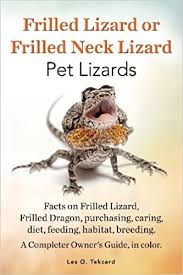 Frilled Lizard or
Frilled Neck Lizard
Pet Lizards
Facts on Frilled Lizard,
Frilled Dragon, purchasing, caring,
diet, feeding, habitat, breeding.
A Completer Owner's Guide, in color.
Les O. Tekcard